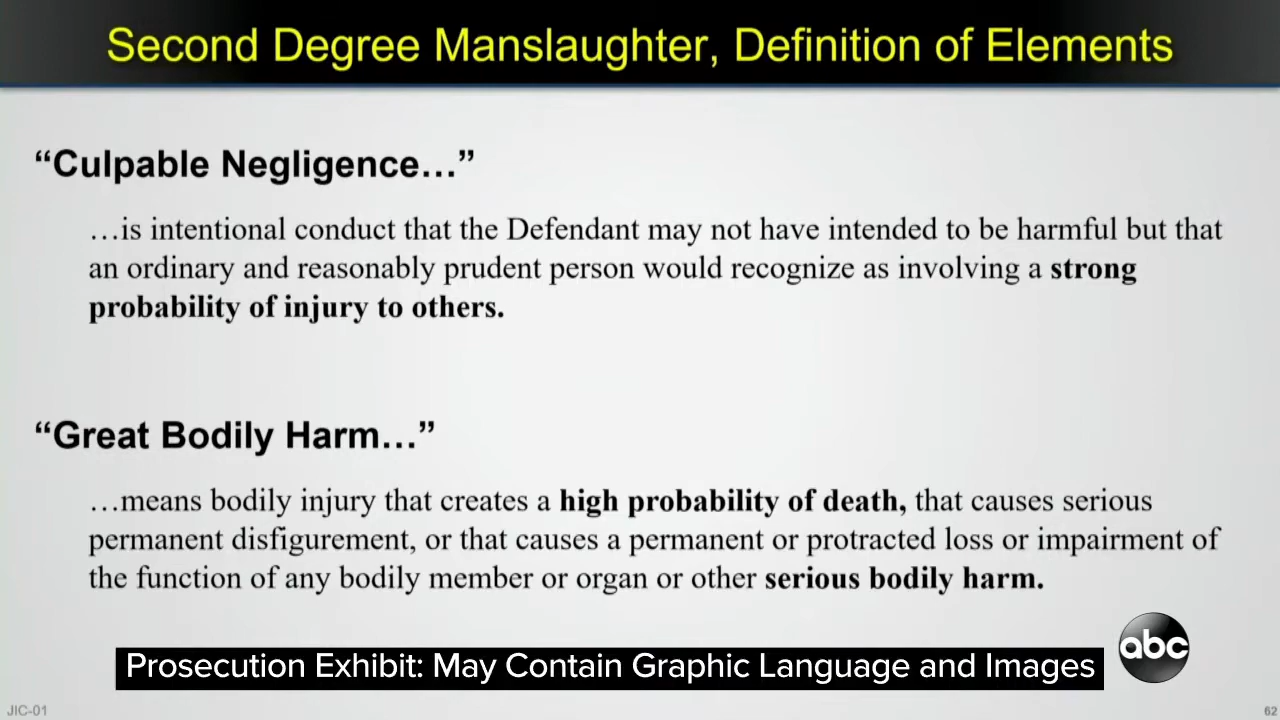 Second Degree Manslaughter, Definition of Elements
“Culpable Negligence…”
…is intentional conduct that the Defendant may not have intended to be harmful but that
an ordinary and reasonably prudent person would recognize as involving a strong
probability of injury to others.
“Great Bodily Harm…”
…means bodily injury that creates a high probability of death, that causes serious
permanent disfigurement, or that causes a permanent or protracted loss or impairment of
the function of any bodily member or organ or other serious bodily harm.
abc
Prosecution Exhibit: May Contain Graphic Language and Images
JIC-01
62